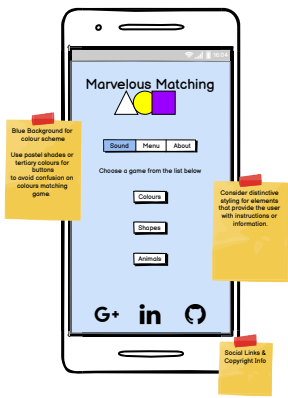 16:04
Marvelous Matching
Sound Menu About
Choose a game from the list below
Colours
Shapes
Animals
G+ in
Blue Background for
colour scheme
Use pastel shades or
tertiary colours for
buttons
to avoid confusion on
colours matching
game.
Consider distinctive
styling for elements
that provide the user
with instructions or
information.
Social Links &
Copyright Info